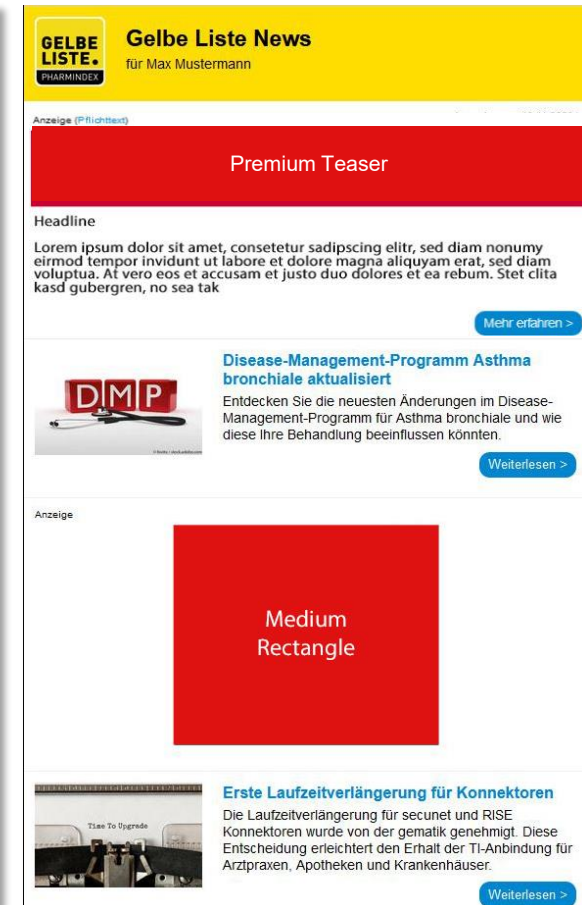 GELBE
LISTE.
PHARMINDEX
Gelbe Liste News
für Max Mustermann
Anzeige (Pflichttext)
Premium Teaser
Headline
Lorem ipsum dolor sit amet, consetetur sadipscing elitr, sed diam nonumy
eirmod tempor invidunt ut labore et dolore magna aliquyam erat, sed diam
voluptua. At vero eos et accusam et justo duo dolores et ea rebum. Stet clita
kasd gubergren, no sea tak
Mehr erfahren >
DMP
Disease-Management-Programm Asthma
bronchiale aktualisiert
Entdecken Sie die neuesten Änderungen im Disease-
Management-Programm für Asthma bronchiale und wie
diese Ihre Behandlung beeinflussen könnten.
Weiterlesen >
Anzeige
Medium
Rectangle
Time To Upgrade
Erste Laufzeitverlängerung für Konnektoren
Die Laufzeitverlängerung für secunet und RISE
Konnektoren wurde von der gematik genehmigt. Diese
Entscheidung erleichtert den Erhalt der TI-Anbindung für
Arztpraxen, Apotheken und Krankenhäuser.
Weiterlesen >